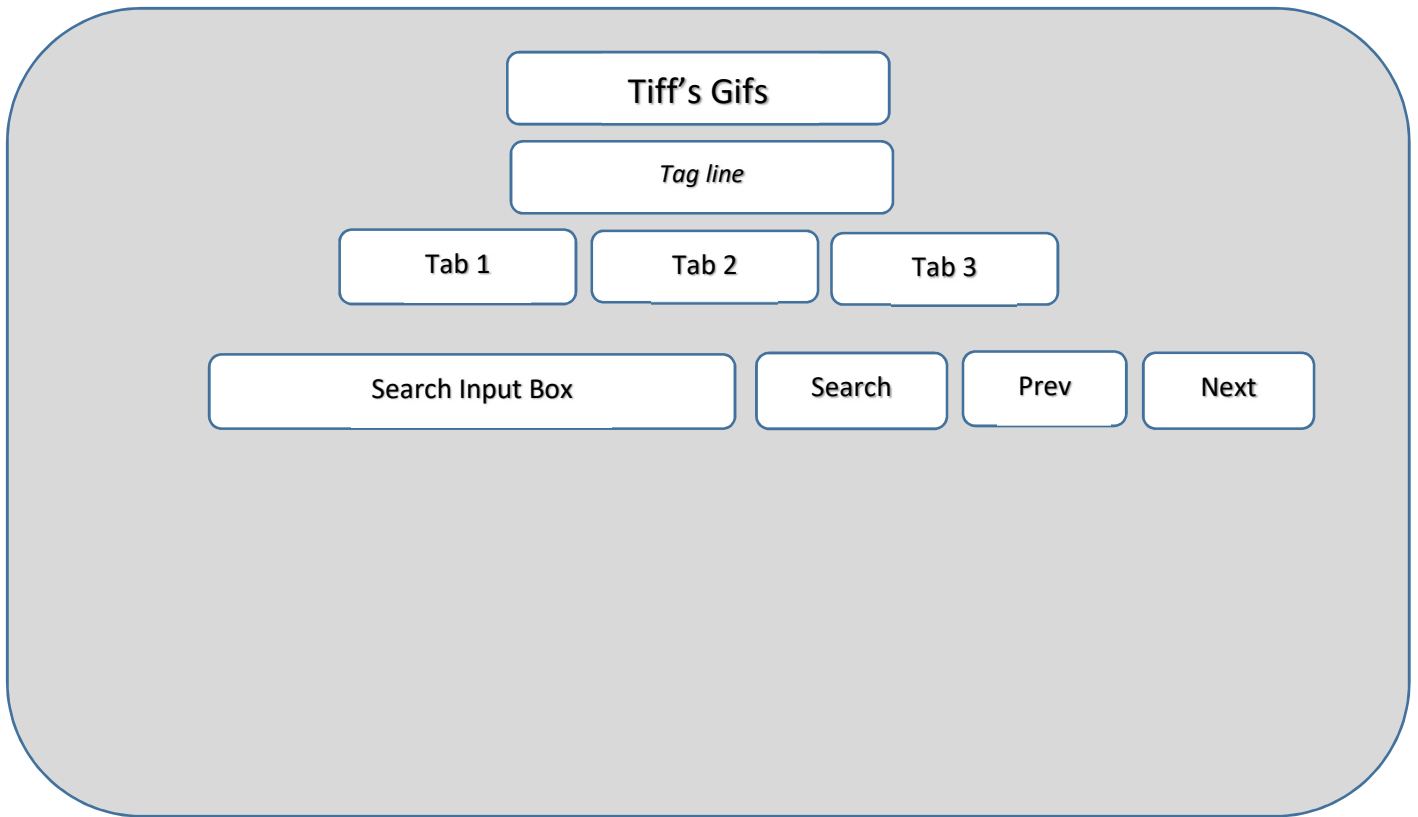 Tiff’s Gifs
Tag line
Tab 1 Tab 2 Tab 3
Search Input Box Search Prev Next